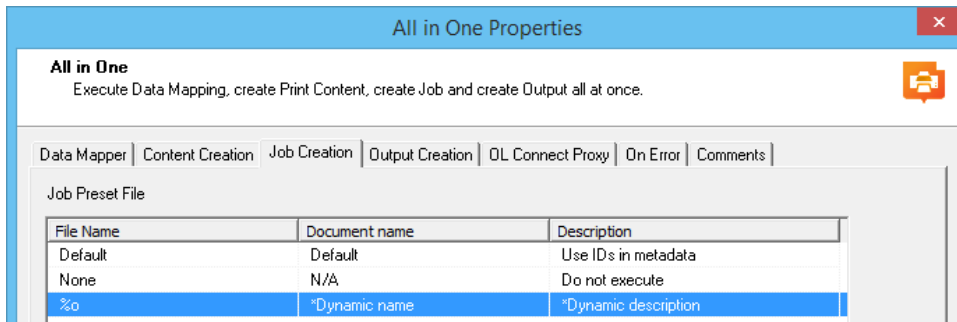 All in One Properties
All in One
Execute Data Mapping, create Print Content, create Job and create Output all at once.
Data Mapper Content Creation Job Creation Output Creation OL Connect Proxy On Error Comments
Job Preset File
File Name Document name Description
Default Default Use IDs in metadata
None N/A Do not execute
%o *Dynamic name *Dynamic description